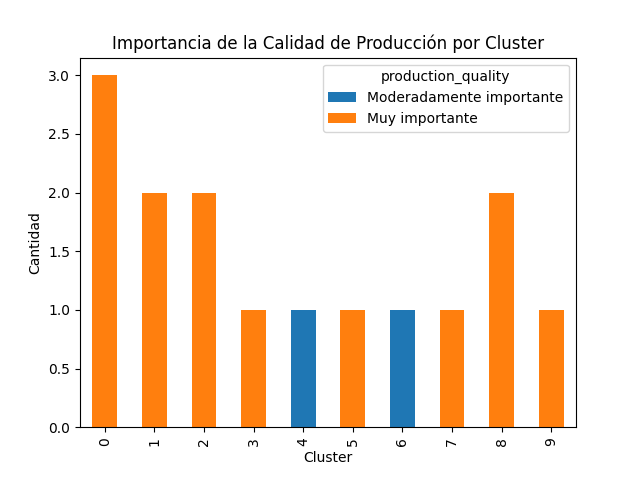 Importancia de la Calidad de Producción por Cluster
production_quality
Moderadamente importante
Muy importante
3.0
2.5
2.0
1.5
1.0
0.5
0.0
Cantidad
0 1 2 3 4 5 6 7 8 9
Cluster